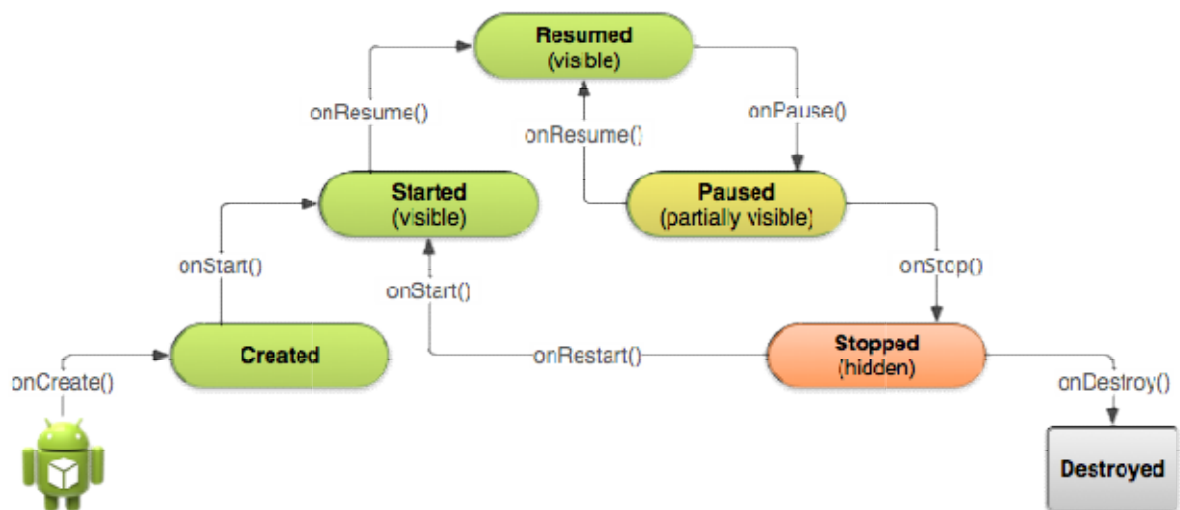 Resumed
(visible)
onResume()
onResume()
onPause()
Started
(visible)
Paused
(partially visible)
onStart()
onStart()
onStop()
Created
onRestart()
Stopped
(hidden)
onCreate()
onDestroy()
Destroyed